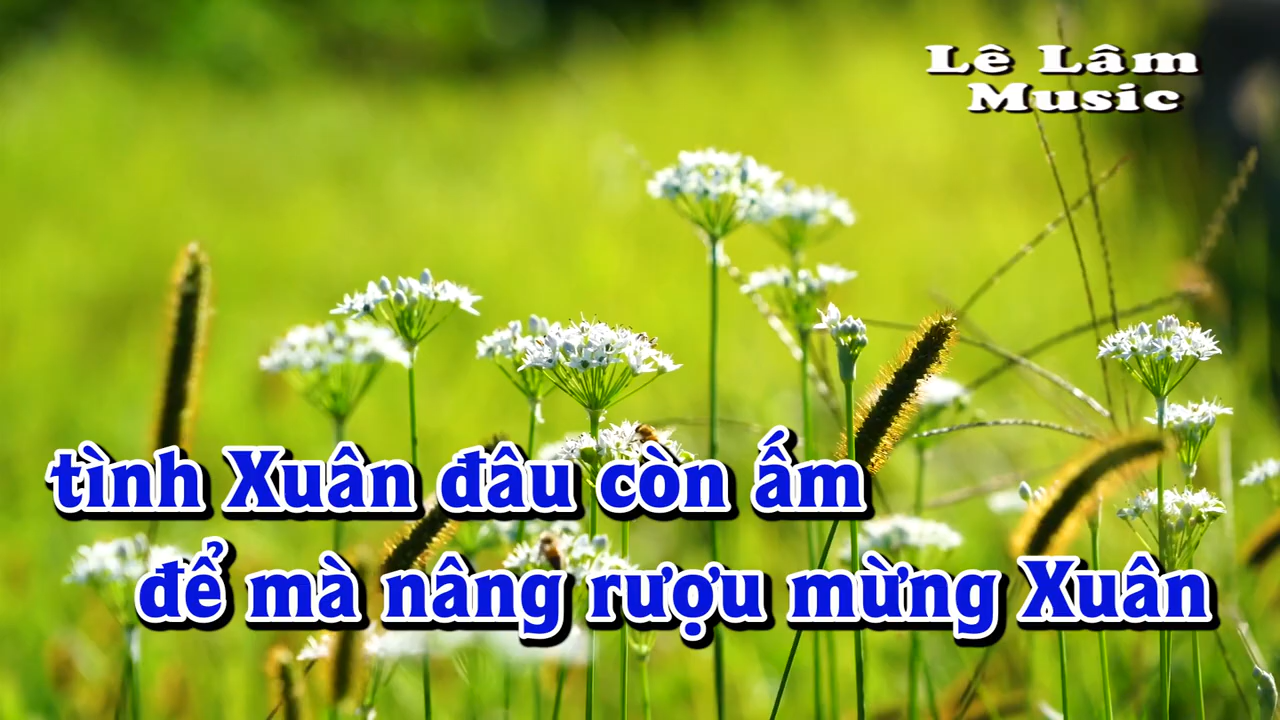 Lê Lâm
Music
tình Xuân đâu còn ấm
để mà nâng rượu mừng Xuân